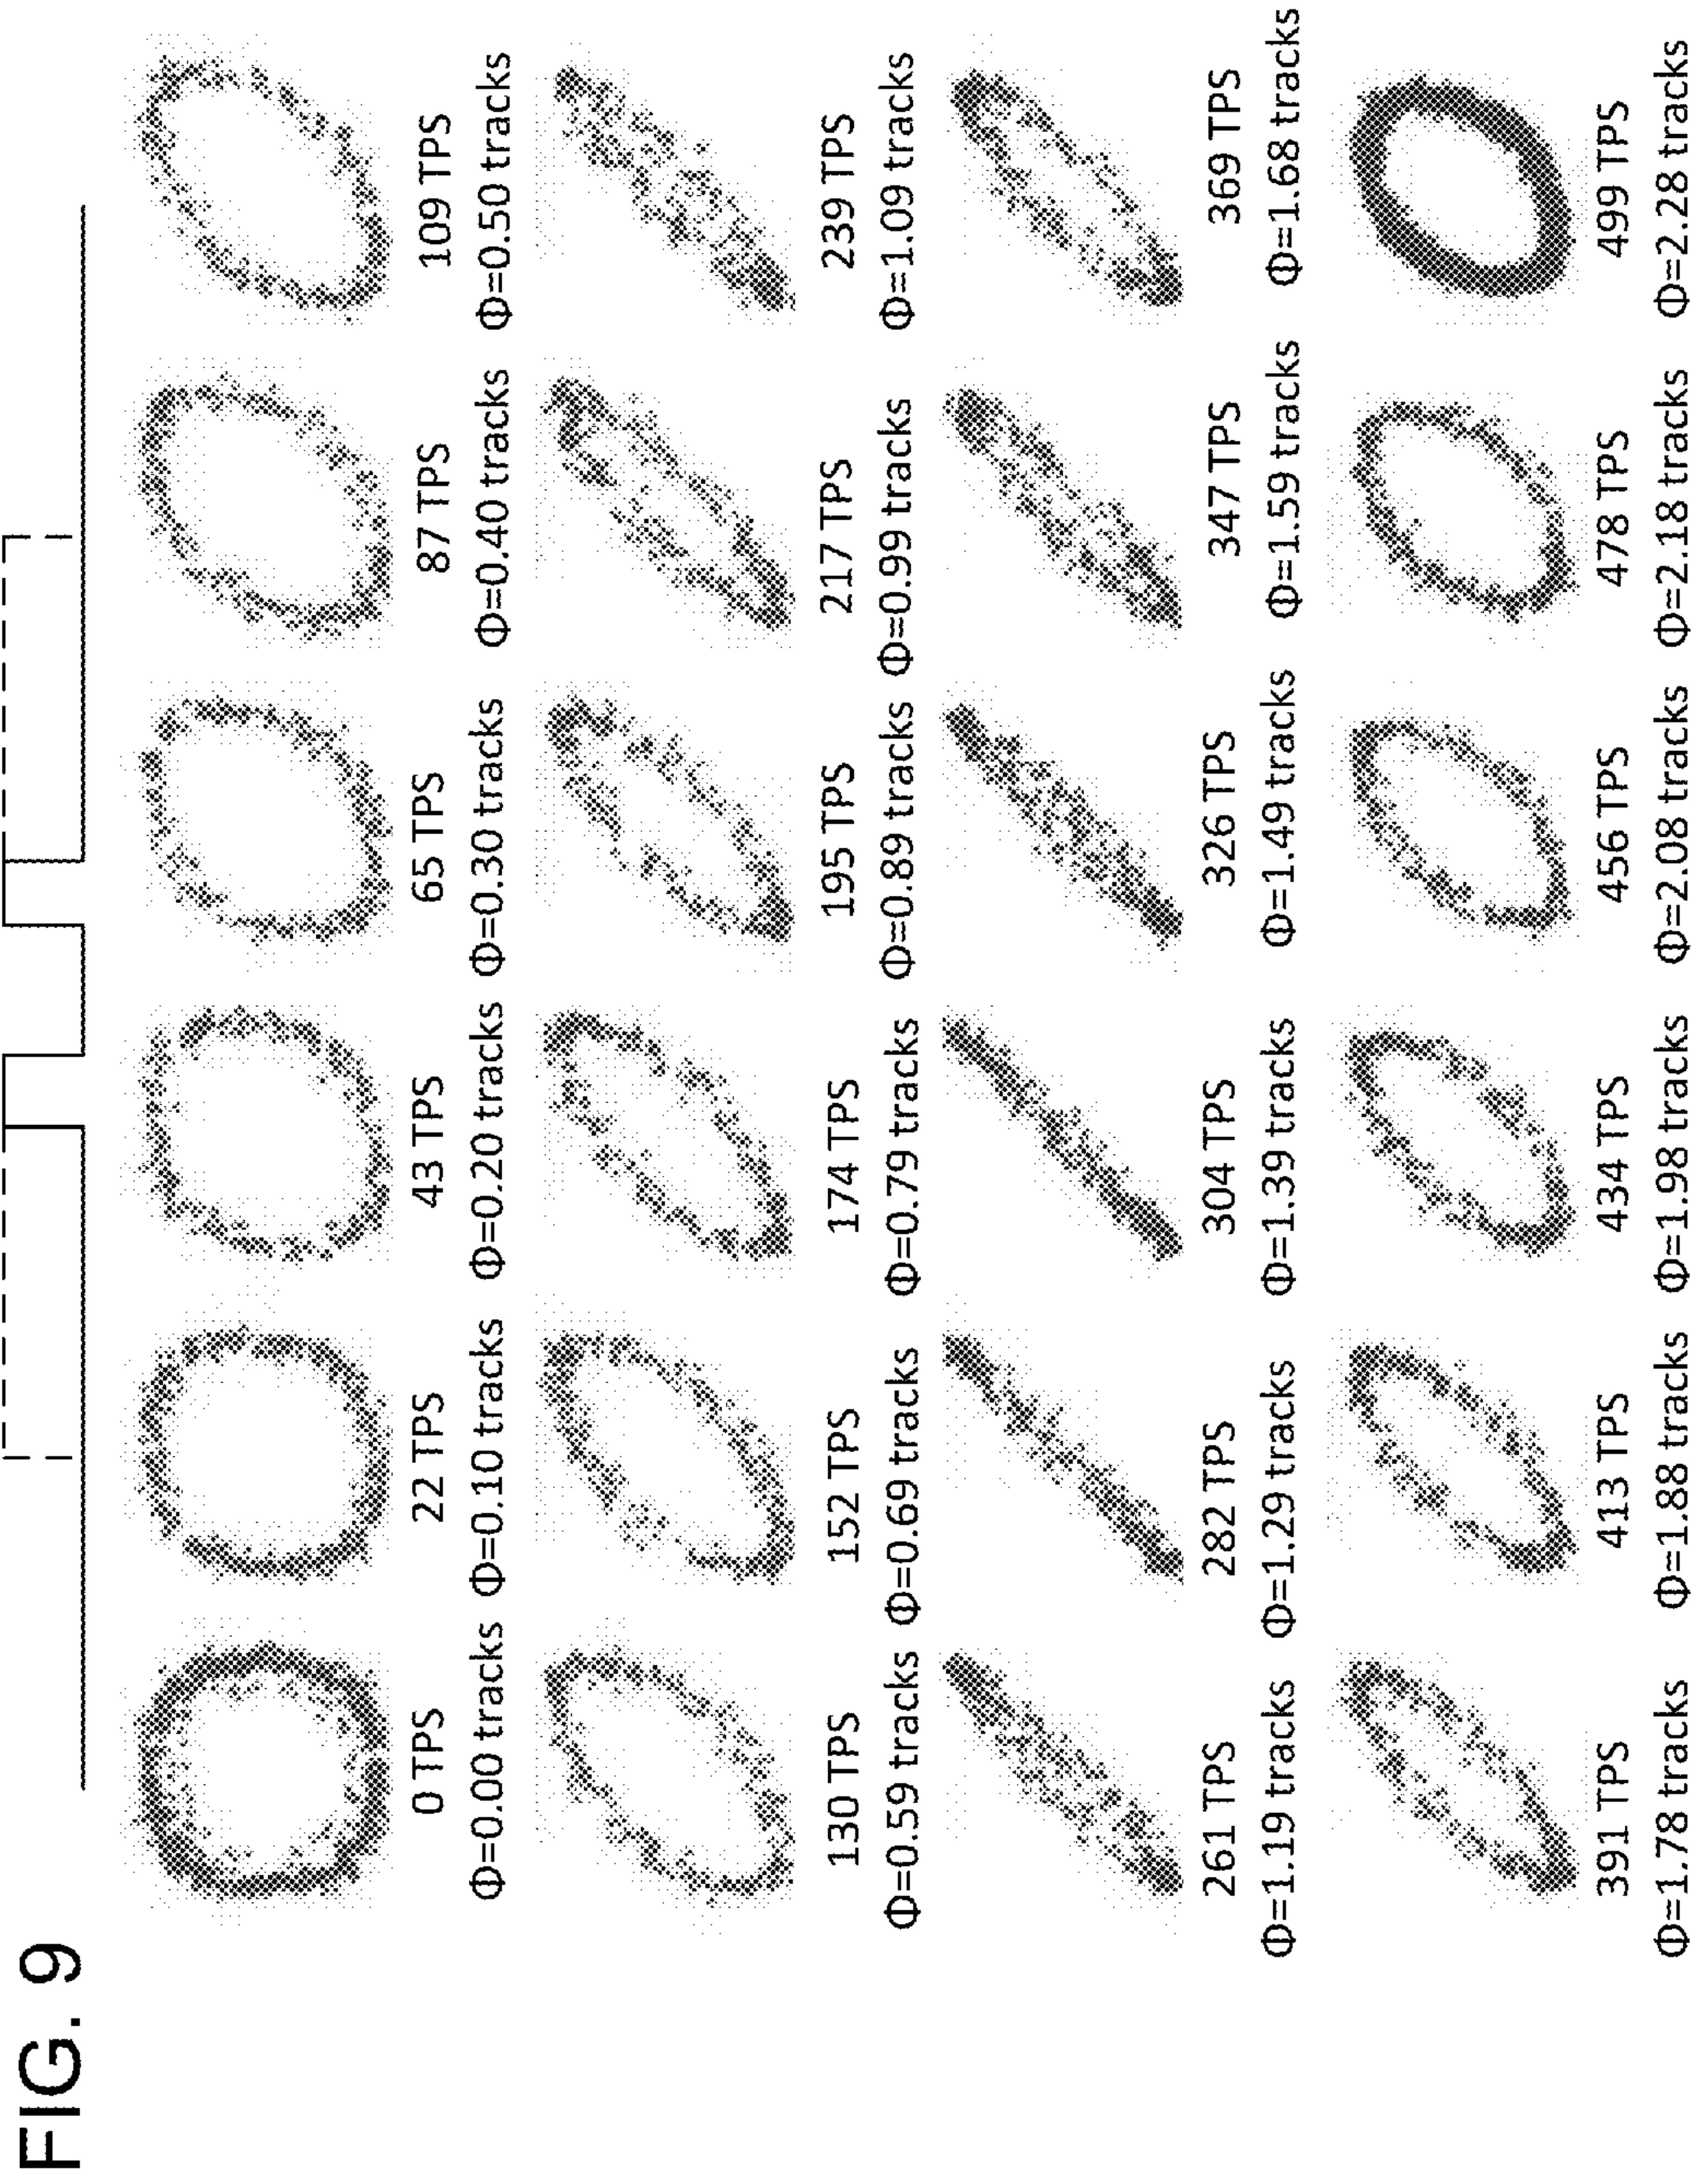 FIG. 9
0 TPS
Φ=0.00 tracks
22 TPS
Φ=0.10 tracks
43 TPS
Φ=0.20 tracks
65 TPS
Φ=0.30 tracks
87 TPS
Φ=0.40 tracks
109 TPS
Φ=0.50 tracks
130 TPS
Φ=0.59 tracks
152 TPS
Φ=0.69 tracks
174 TPS
Φ=0.79 tracks
195 TPS
Φ=0.89 tracks
217 TPS
Φ=0.99 tracks
239 TPS
Φ=1.09 tracks
261 TPS
Φ=1.19 tracks
282 TPS
Φ=1.29 tracks
304 TPS
Φ=1.39 tracks
326 TPS
Φ=1.49 tracks
347 TPS
Φ=1.59 tracks
369 TPS
Φ=1.68 tracks
391 TPS
Φ=1.78 tracks
413 TPS
Φ=1.88 tracks
434 TPS
Φ=1.98 tracks
456 TPS
Φ=2.08 tracks
478 TPS
Φ=2.18 tracks
499 TPS
Φ=2.28 tracks